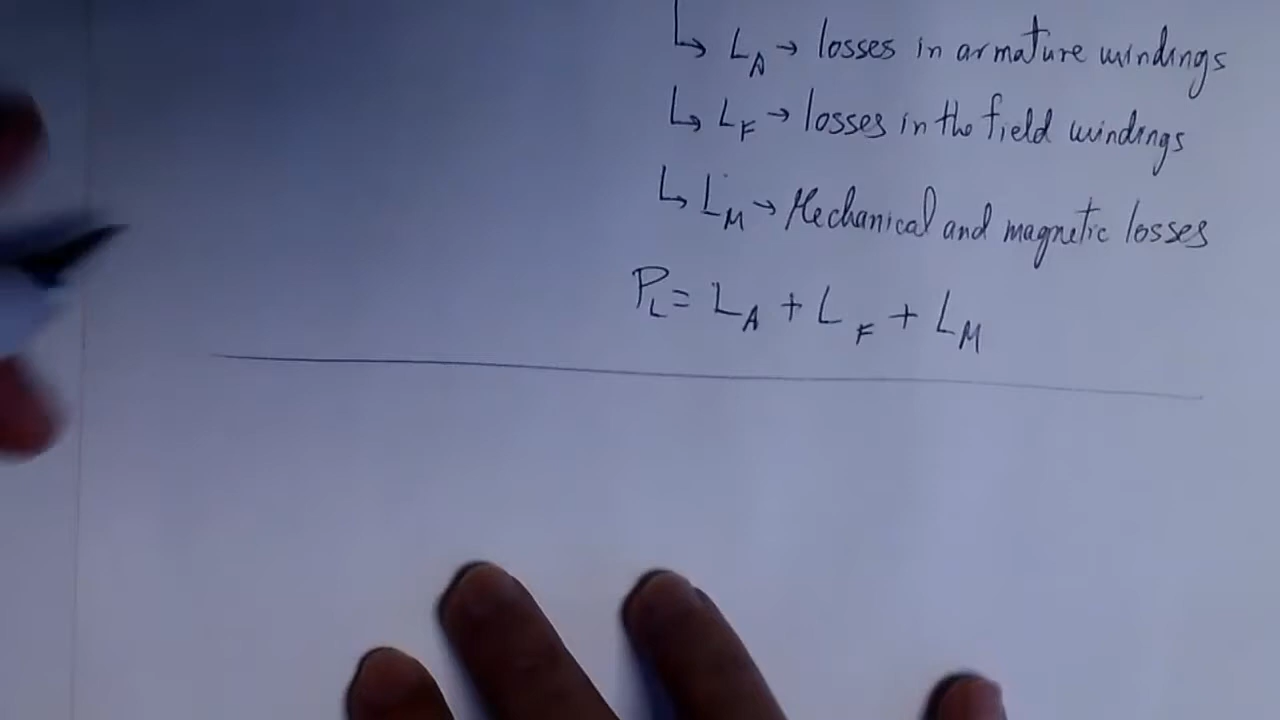 ↳ L_A → losses in armature windings
↳ L_F → losses in the field windings
↳ L_M → Mechanical and magnetic losses
P_L = L_A + L_F + L_M